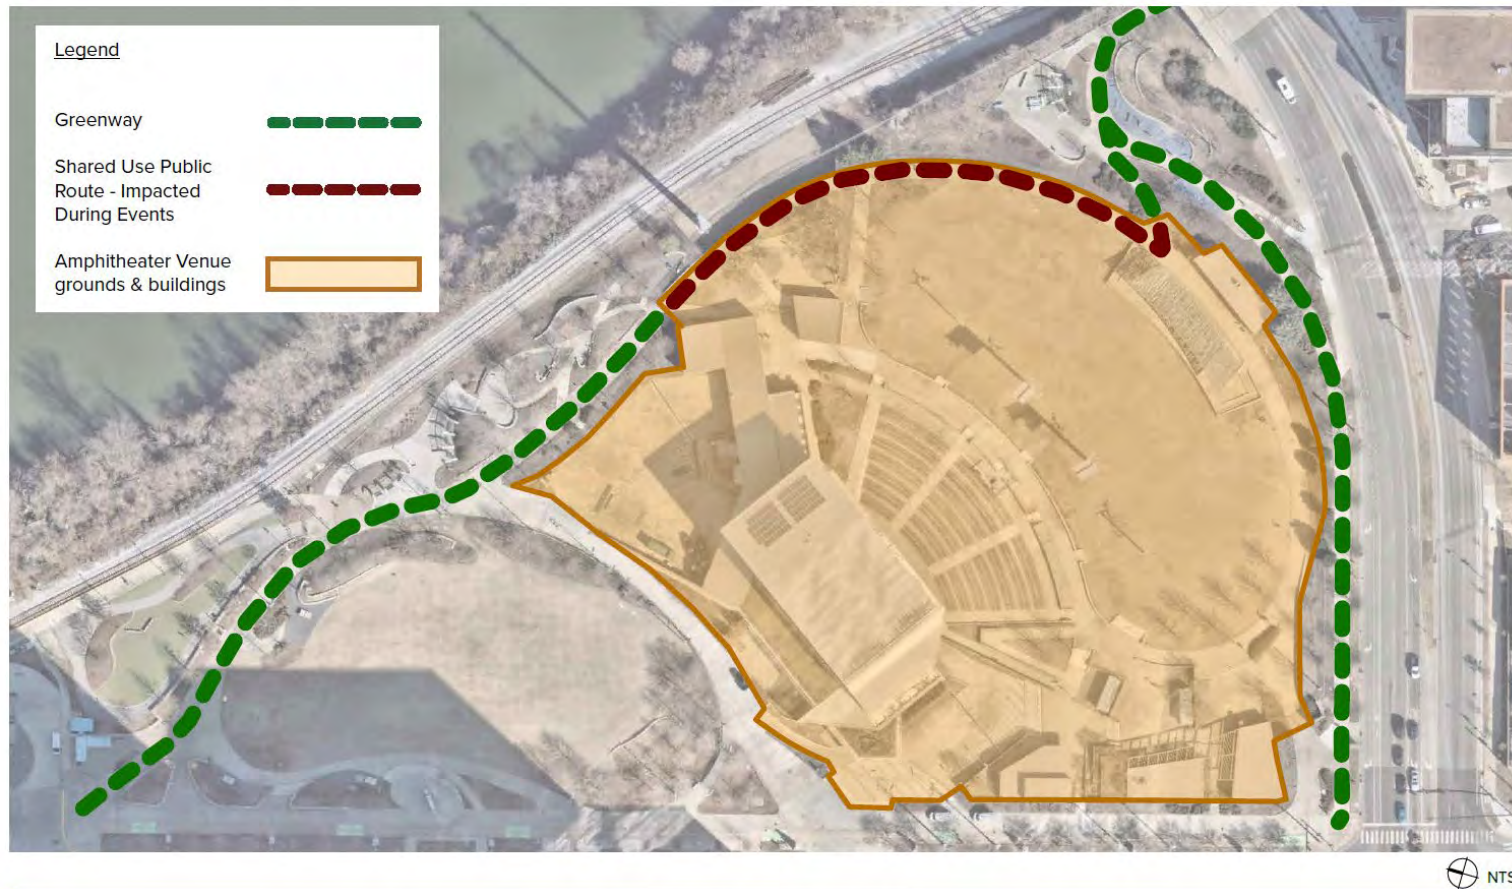 Legend
Greenway
Shared Use Public
Route - Impacted
During Events
Amphitheater Venue
grounds & buildings
NTS